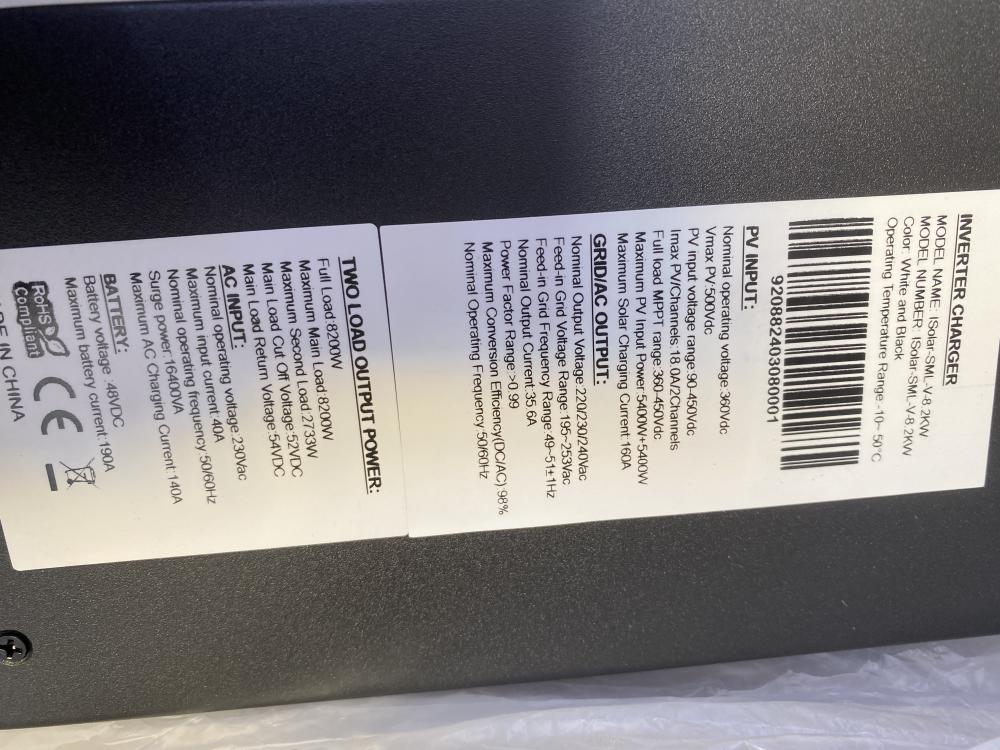 INVERTER CHARGER
MODEL NAME: iSolar-SML-V-8.2KW
MODEL NUMBER: ISolar-SML-V-8.2KW
Color: White and Black
Operating Temperature Range:-10~ 50°C
92088240308 0001
PV INPUT:
Nominal operating voltage:360Vdc
Vmax PV:500Vdc
PV input voltage range:90-450Vdc
Imax PV/Channels:18.0A/2Channels
Full load MPPT range:360-450Vdc
Maximum PV Input Power:5400W+5400W
Maximum Solar Charging Current:160A
GRID/AC OUTPUT:
Nominal Output Voltage:220/230/240Vac
Feed-in Grid Voltage Range:195~253Vac
Feed-in Grid Frequency Range:49~51±1Hz
Nominal Output Current:35.6A
Power Factor Range:>0.99
Maximum Conversion Efficiency(DC/AC):98%
Nominal Operating Frequency:50/60Hz
TWO LOAD OUTPUT POWER:
Full Load:8200W
Maximum Main Load:8200W
Maximum Second Load:2733W
Main Load Cut Off Voltage:52VDC
Main Load Return Voltage:54VDC
AC INPUT:
Nominal operating voltage:230Vac
Maximum input current:40A
Nominal operating frequency:50/60Hz
Surge power:16400VA
Maximum AC Charging Current:140A
BATTERY:
Battery voltage :48VDC
Maximum battery current:190A
RoHS
Compliant
CE
IN CHINA